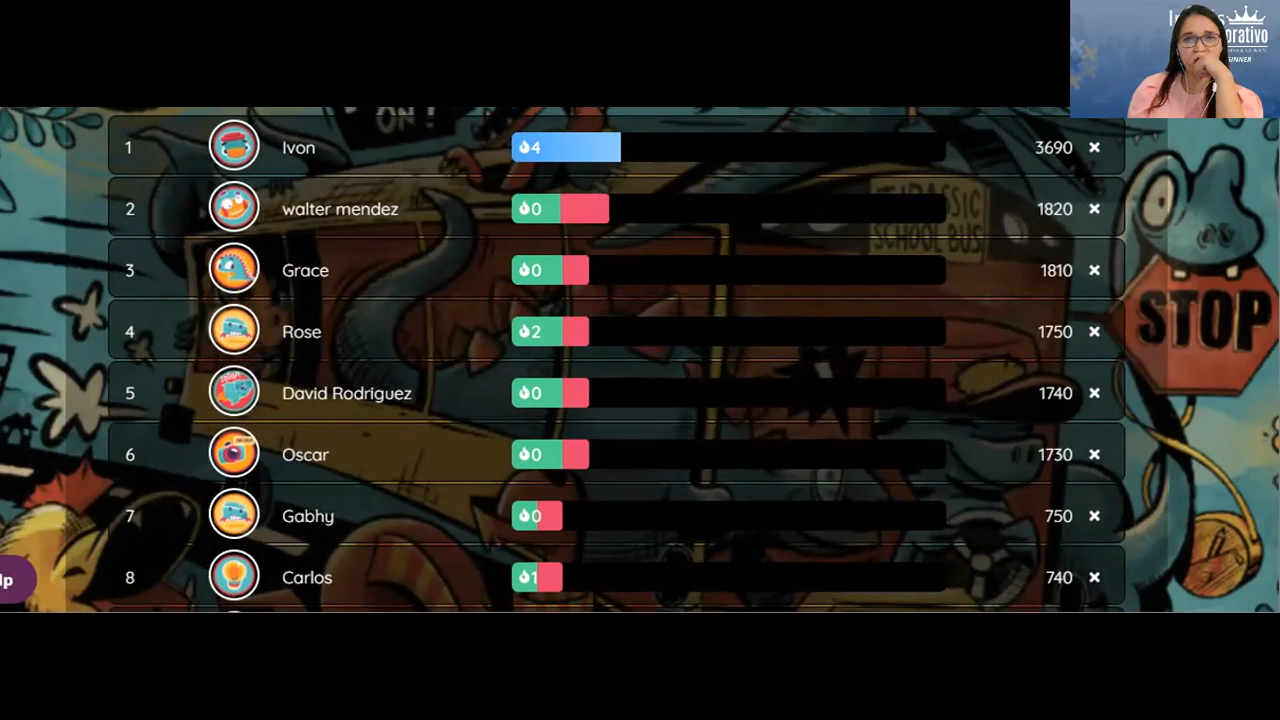 ON !
1 Ivon 4 3690
2 walter mendez 0 1820
3 Grace 0 1810
4 Rose 2 1750
5 David Rodriguez 0 1740
6 Oscar 0 1730
7 Gabhy 0 750
8 Carlos 1 740
SCHOOL BUS
STOP